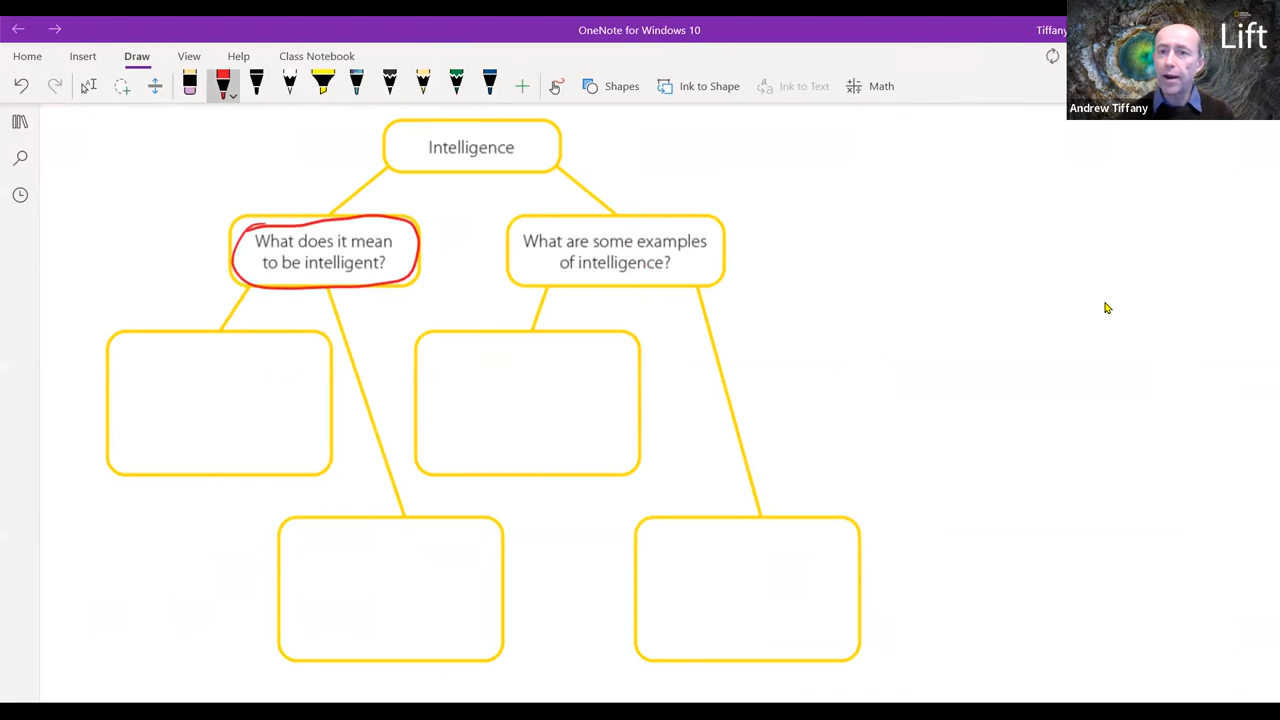 OneNote for Windows 10
Tiffany
Lift
Home Insert Draw View Help Class Notebook
Shapes Ink to Shape Ink to Text Math
Andrew Tiffany
Intelligence
What does it mean
to be intelligent?
What are some examples
of intelligence?